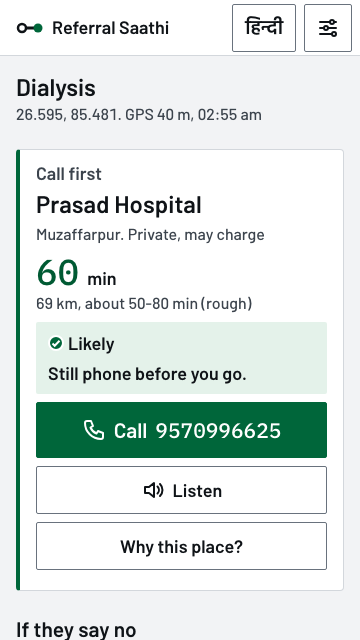 Referral Saathi
हिन्दी
Dialysis
26.595, 85.481. GPS 40 m, 02:55 am
Call first
Prasad Hospital
Muzaffarpur. Private, may charge
60 min
69 km, about 50-80 min (rough)
Likely
Still phone before you go.
Call 9570996625
Listen
Why this place?
If they say no